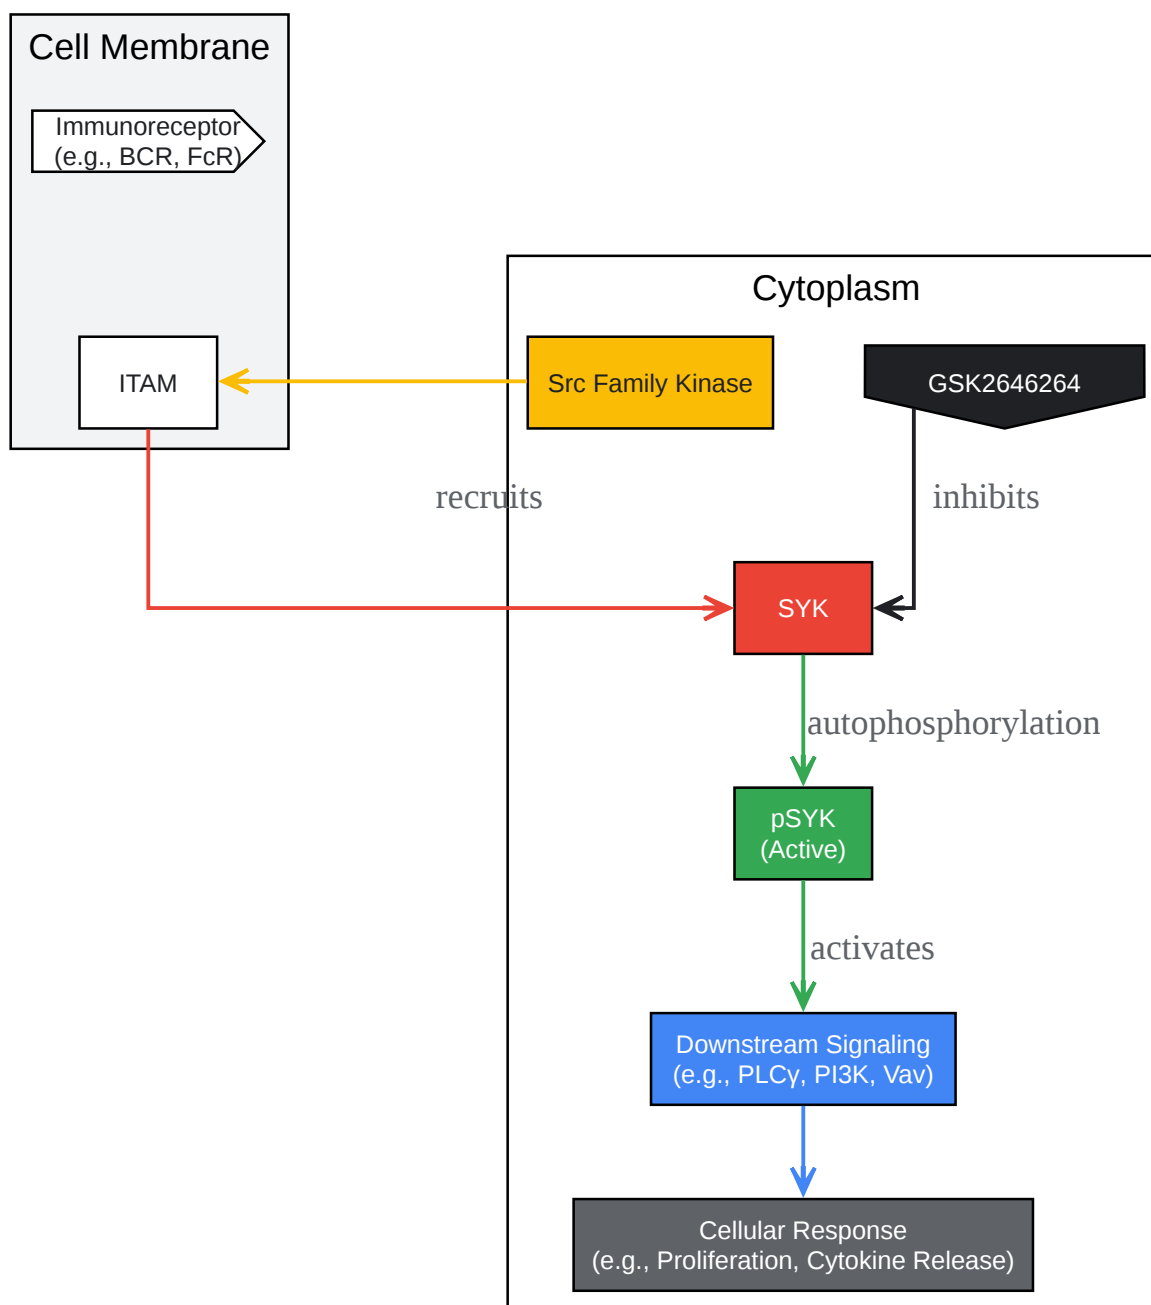 Cell Membrane
Immunoreceptor
(e.g., BCR, FcR)
Cytoplasm
ITAM
Src Family Kinase
GSK2646264
recruits
inhibits
SYK
autophosphorylation
pSYK
(Active)
activates
Downstream Signaling
(e.g., PLCγ, PI3K, Vav)
Cellular Response
(e.g., Proliferation, Cytokine Release)